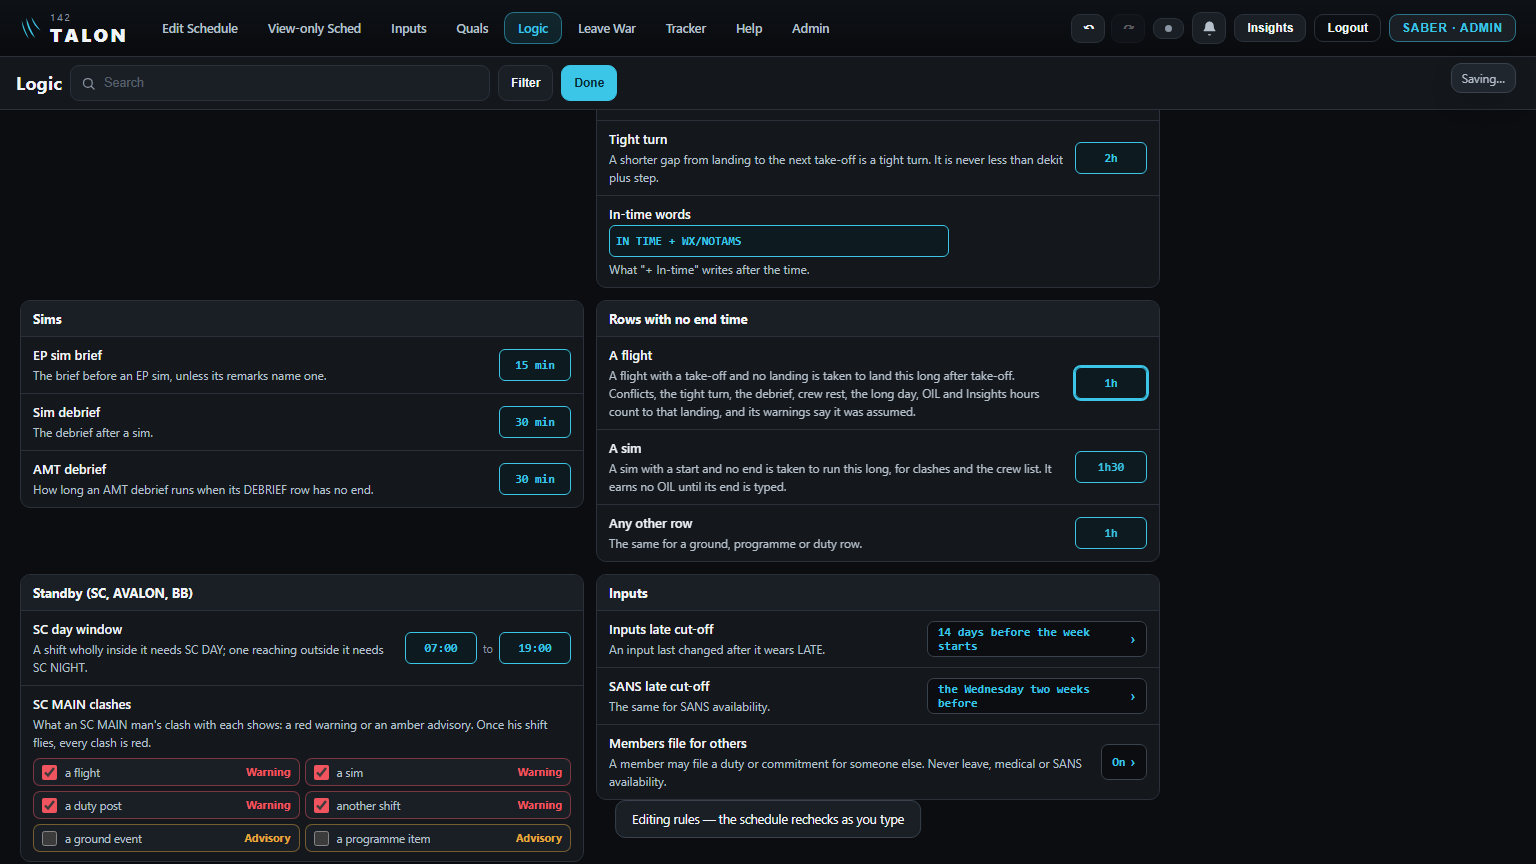 142
TALON
Edit Schedule
View-only Sched
Inputs
Quals
Logic
Leave War
Tracker
Help
Admin
Insights
Logout
SABER · ADMIN
Logic
Search
Filter
Done
Saving...
Tight turn
A shorter gap from landing to the next take-off is a tight turn. It is never less than dekit
plus step.
2h
In-time words
IN TIME + WX/NOTAMS
What "+ In-time" writes after the time.
Sims
EP sim brief
The brief before an EP sim, unless its remarks name one.
15 min
Sim debrief
The debrief after a sim.
30 min
AMT debrief
How long an AMT debrief runs when its DEBRIEF row has no end.
30 min
Rows with no end time
A flight
A flight with a take-off and no landing is taken to land this long after take-off.
Conflicts, the tight turn, the debrief, crew rest, the long day, OIL and Insights hours
count to that landing, and its warnings say it was assumed.
1h
A sim
A sim with a start and no end is taken to run this long, for clashes and the crew list. It
earns no OIL until its end is typed.
1h30
Any other row
The same for a ground, programme or duty row.
1h
Standby (SC, AVALON, BB)
SC day window
A shift wholly inside it needs SC DAY; one reaching outside it needs
SC NIGHT.
07:00 to 19:00
SC MAIN clashes
What an SC MAIN man's clash with each shows: a red warning or an amber advisory. Once his shift
flies, every clash is red.
a flight Warning
a sim Warning
a duty post Warning
another shift Warning
a ground event Advisory
a programme item Advisory
Inputs
Inputs late cut-off
An input last changed after it wears LATE.
14 days before the week
starts ›
SANS late cut-off
The same for SANS availability.
the Wednesday two weeks
before ›
Members file for others
A member may file a duty or commitment for someone else. Never leave, medical or SANS
availability.
On ›
Editing rules — the schedule rechecks as you type